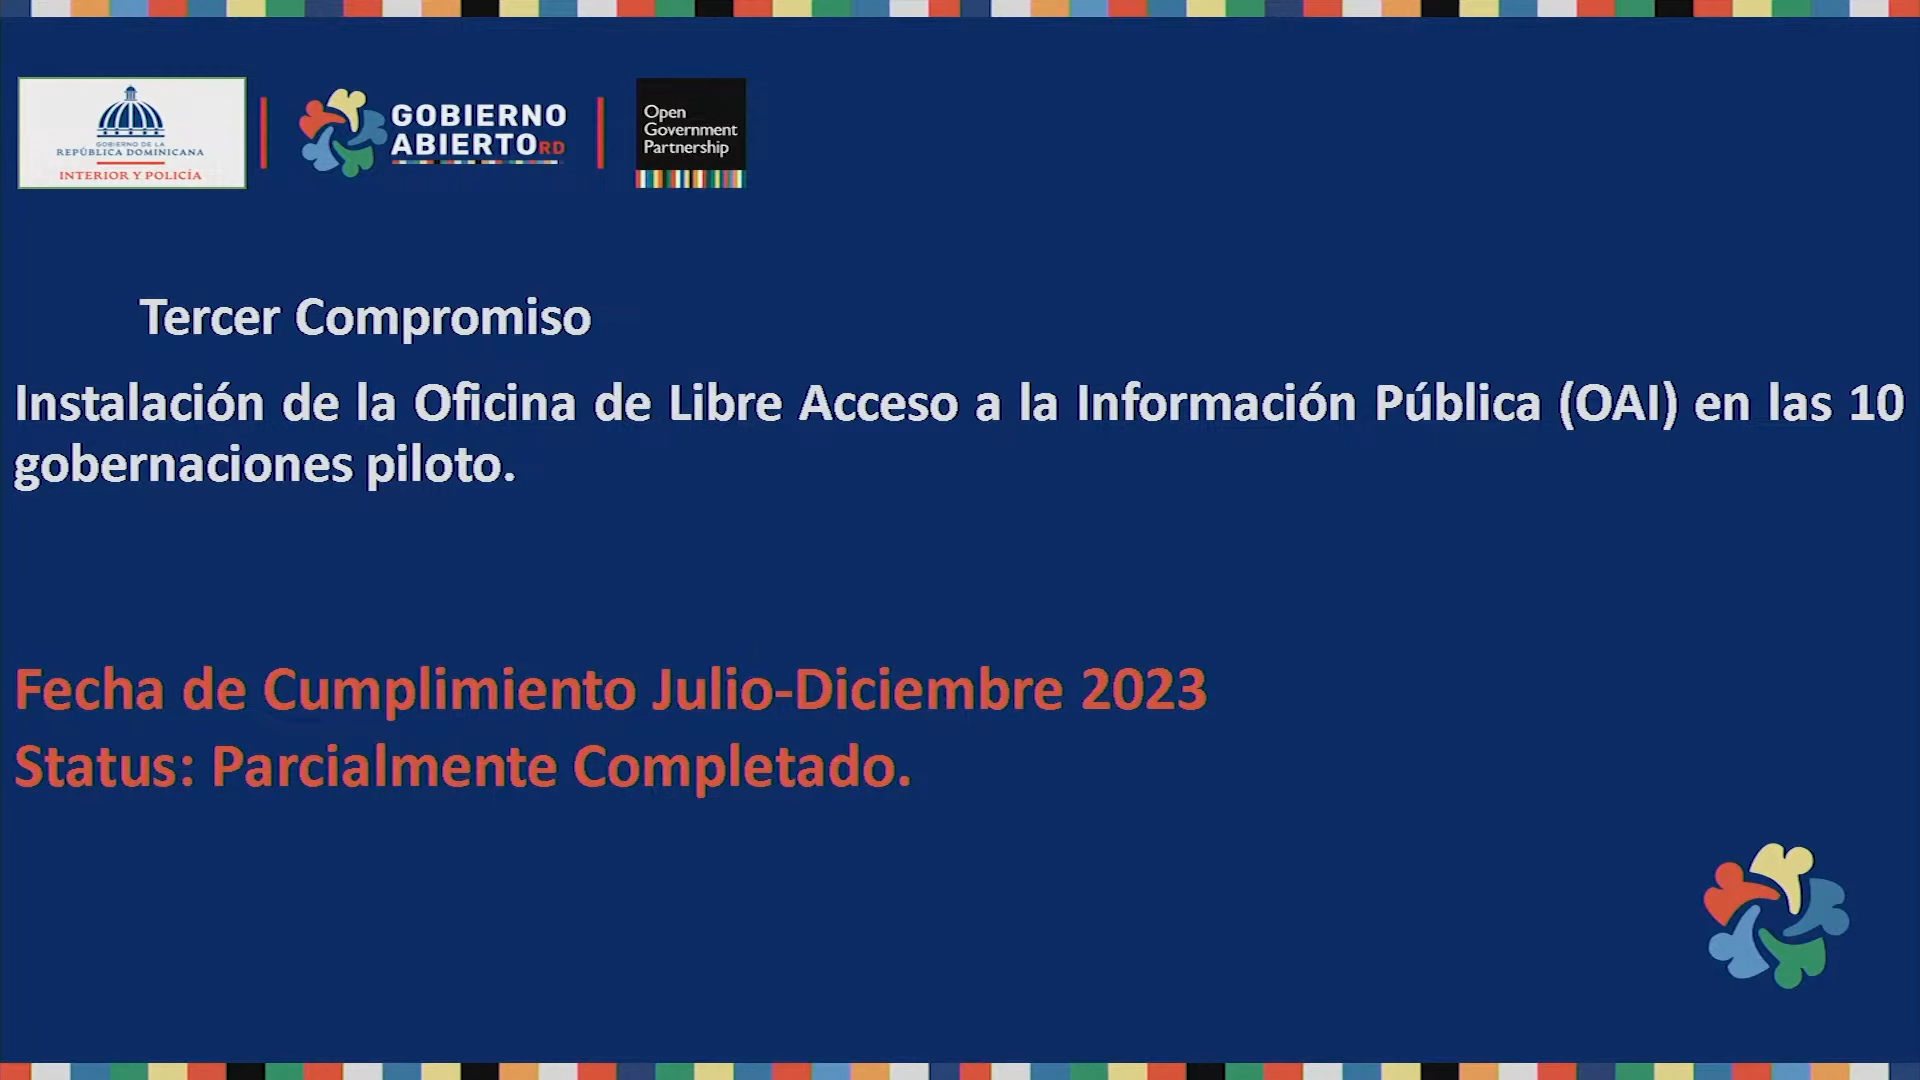 GOBIERNO DE LA
REPÚBLICA DOMINICANA
INTERIOR Y POLICÍA
GOBIERNO
ABIERTORD
Open
Government
Partnership
Tercer Compromiso
Instalación de la Oficina de Libre Acceso a la Información Pública (OAI) en las 10
gobernaciones piloto.
Fecha de Cumplimiento Julio-Diciembre 2023
Status: Parcialmente Completado.